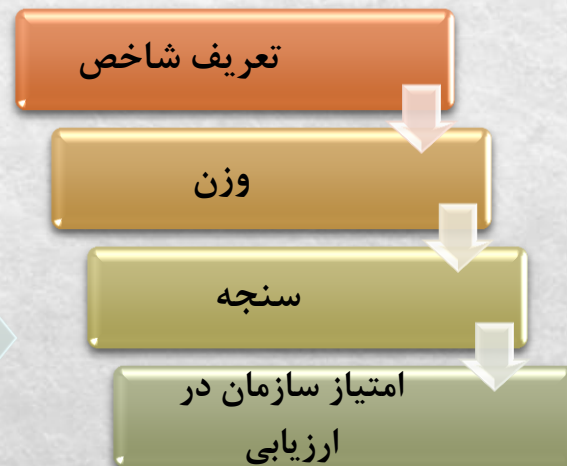 تعریف شاخص
وزن
سنجه
امتیاز سازمان در
ارزیابی